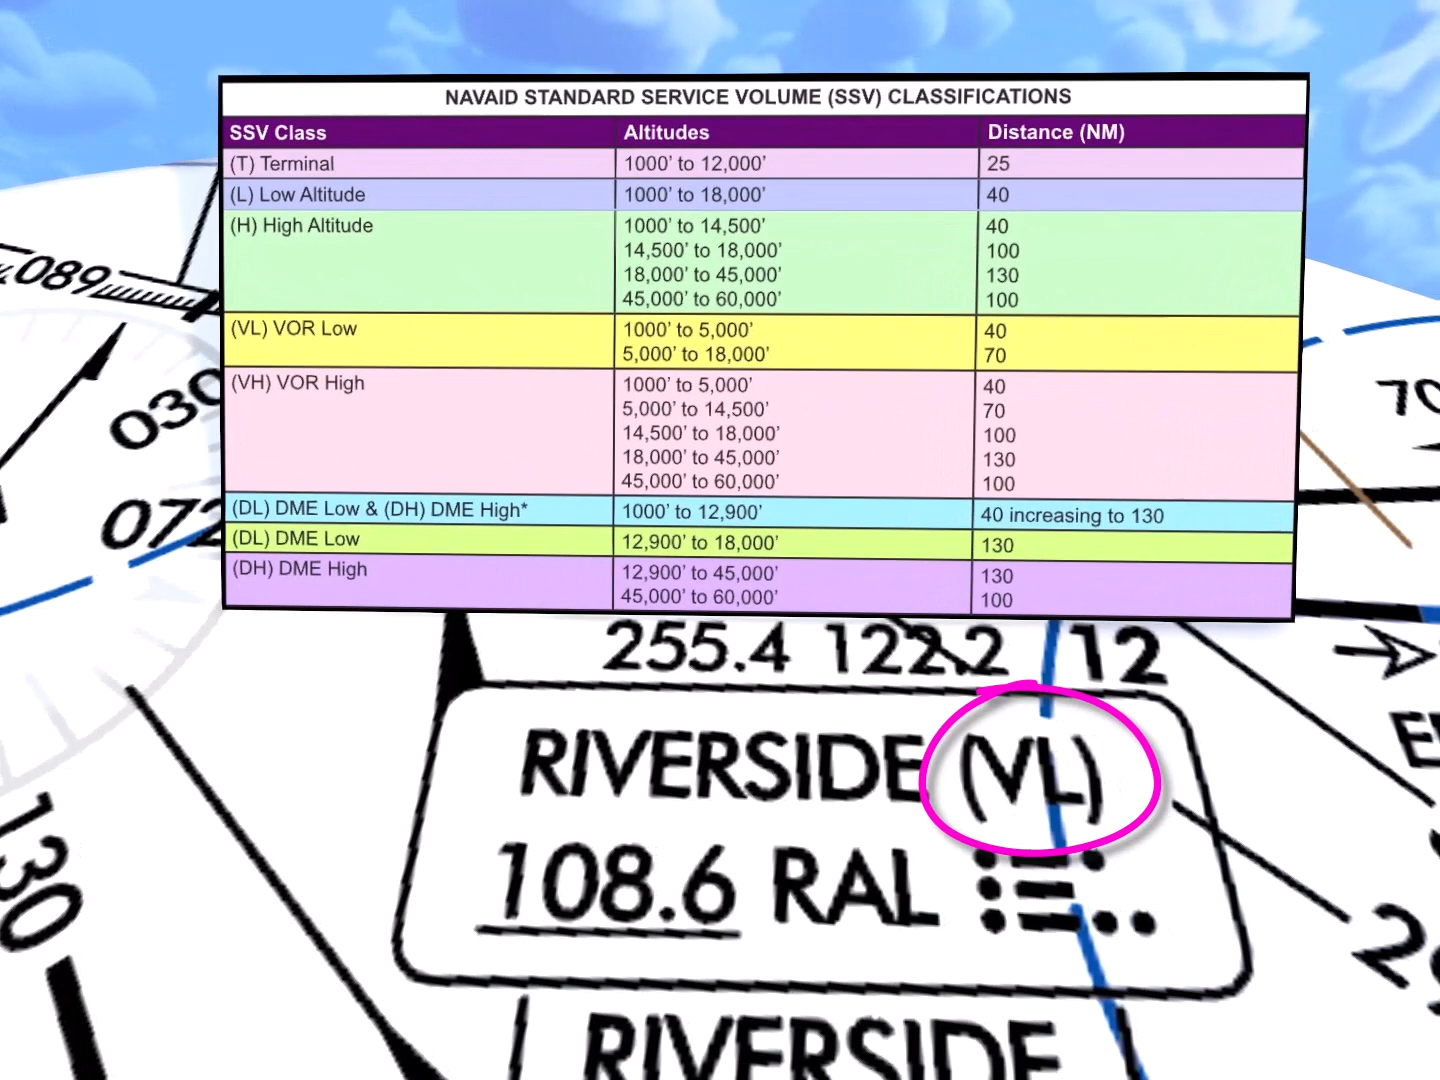 NAVAID STANDARD SERVICE VOLUME (SSV) CLASSIFICATIONS
SSV Class Altitudes Distance (NM)
(T) Terminal 1000' to 12,000' 25
(L) Low Altitude 1000' to 18,000' 40
(H) High Altitude 1000' to 14,500' 40
14,500' to 18,000' 100
18,000' to 45,000' 130
45,000' to 60,000' 100
(VL) VOR Low 1000' to 5,000' 40
5,000' to 18,000' 70
(VH) VOR High 1000' to 5,000' 40
5,000' to 14,500' 70
14,500' to 18,000' 100
18,000' to 45,000' 130
45,000' to 60,000' 100
(DL) DME Low & (DH) DME High* 1000' to 12,900' 40 increasing to 130
(DL) DME Low 12,900' to 18,000' 130
(DH) DME High 12,900' to 45,000' 130
45,000' to 60,000' 100
089
030
072
70
255.4 122.2 12
RIVERSIDE (VL)
108.6 RAL
130
RIVERSIDE